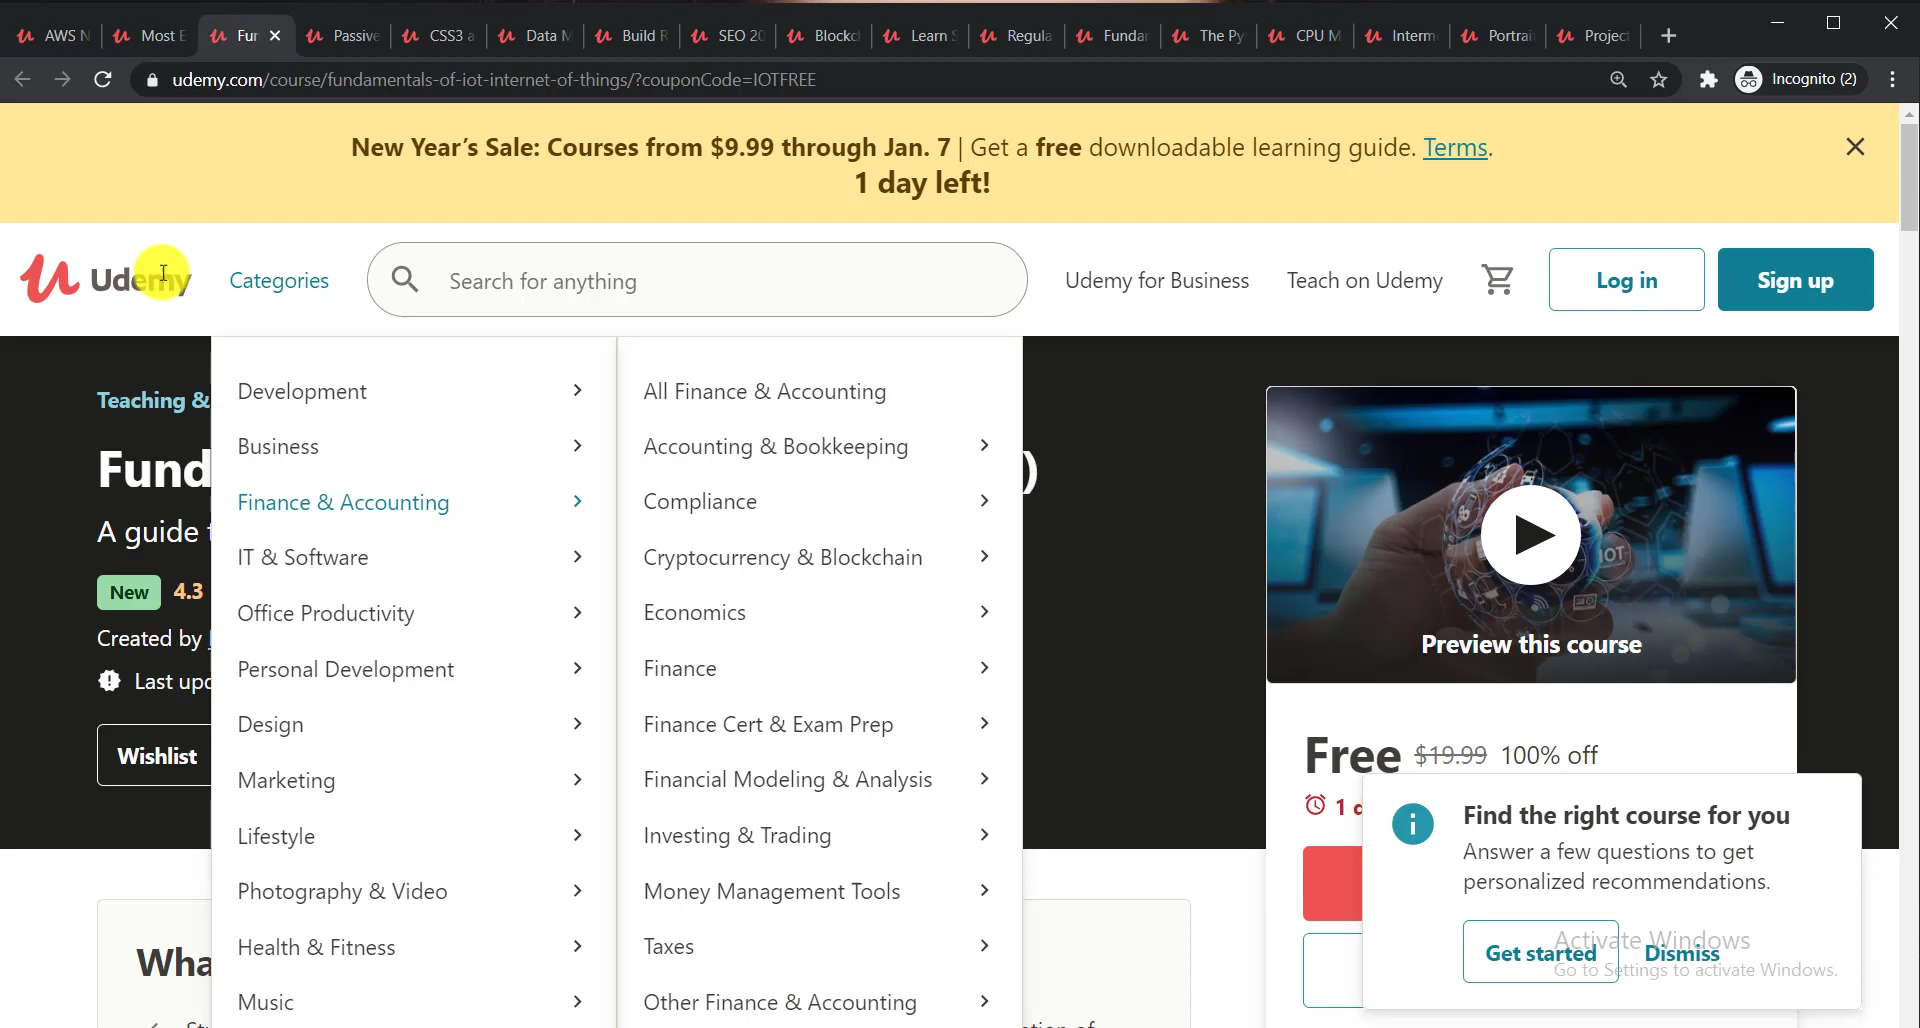 AWS N
Most E
Fur
Passive
CSS3 a
Data M
Build R
SEO 20
Blockch
Learn S
Regula
Fundar
The Py
CPU M
Interm
Portrai
Project
udemy.com/course/fundamentals-of-iot-internet-of-things/?couponCode=IOTFREE
Incognito (2)
New Year's Sale: Courses from $9.99 through Jan. 7 | Get a free downloadable learning guide. Terms.
1 day left!
Udemy
Categories
Search for anything
Udemy for Business
Teach on Udemy
Log in
Sign up
Teaching &
Fund
)
A guide
New 4.3
Created by
Last upd
Wishlist
Wha
Development
Business
Finance & Accounting
IT & Software
Office Productivity
Personal Development
Design
Marketing
Lifestyle
Photography & Video
Health & Fitness
Music
All Finance & Accounting
Accounting & Bookkeeping
Compliance
Cryptocurrency & Blockchain
Economics
Finance
Finance Cert & Exam Prep
Financial Modeling & Analysis
Investing & Trading
Money Management Tools
Taxes
Other Finance & Accounting
IOT
Preview this course
Free $19.99 100% off
1 d
Find the right course for you
Answer a few questions to get
personalized recommendations.
Get started
Dismiss
Activate Windows
Go to Settings to activate Windows.